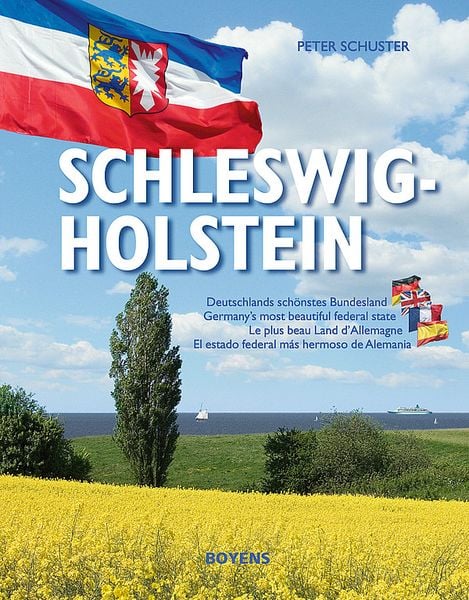 PETER SCHUSTER
SCHLESWIG-
HOLSTEIN
Deutschlands schönstes Bundesland
Germany's most beautiful federal state
Le plus beau Land d'Allemagne
El estado federal más hermoso de Alemania
BOYENS